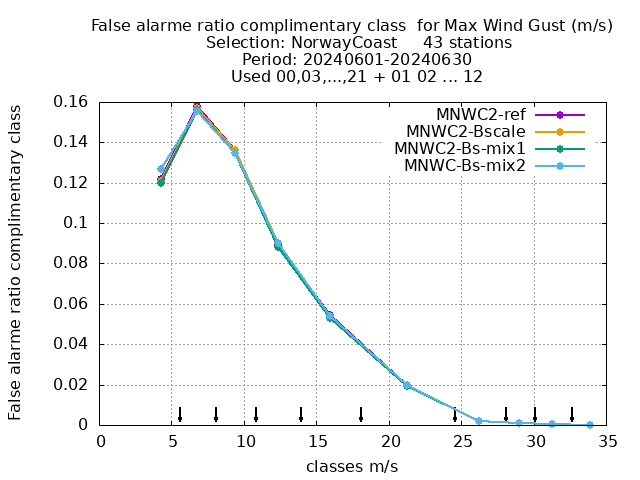 False alarme ratio complimentary class  for Max Wind Gust (m/s)
Selection: NorwayCoast     43 stations
Period: 20240601-20240630
Used 00,03,...,21 + 01 02 ... 12
False alarme ratio complimentary class
0.16
0.14
0.12
0.1
0.08
0.06
0.04
0.02
0
MNWC2-ref
MNWC2-Bscale
MNWC2-Bs-mix1
MNWC-Bs-mix2
0 5 10 15 20 25 30 35
classes m/s